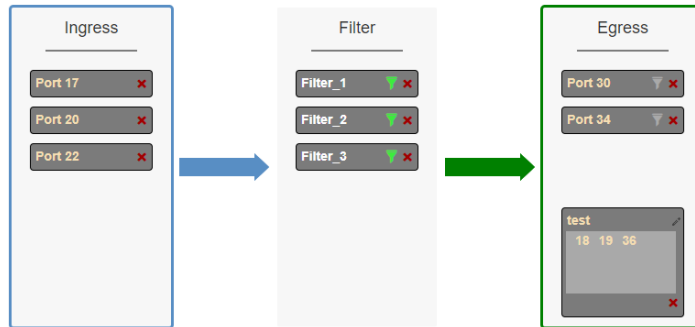 Ingress
Port 17
Port 20
Port 22
Filter
Filter_1
Filter_2
Filter_3
Egress
Port 30
Port 34
test
18 19 36